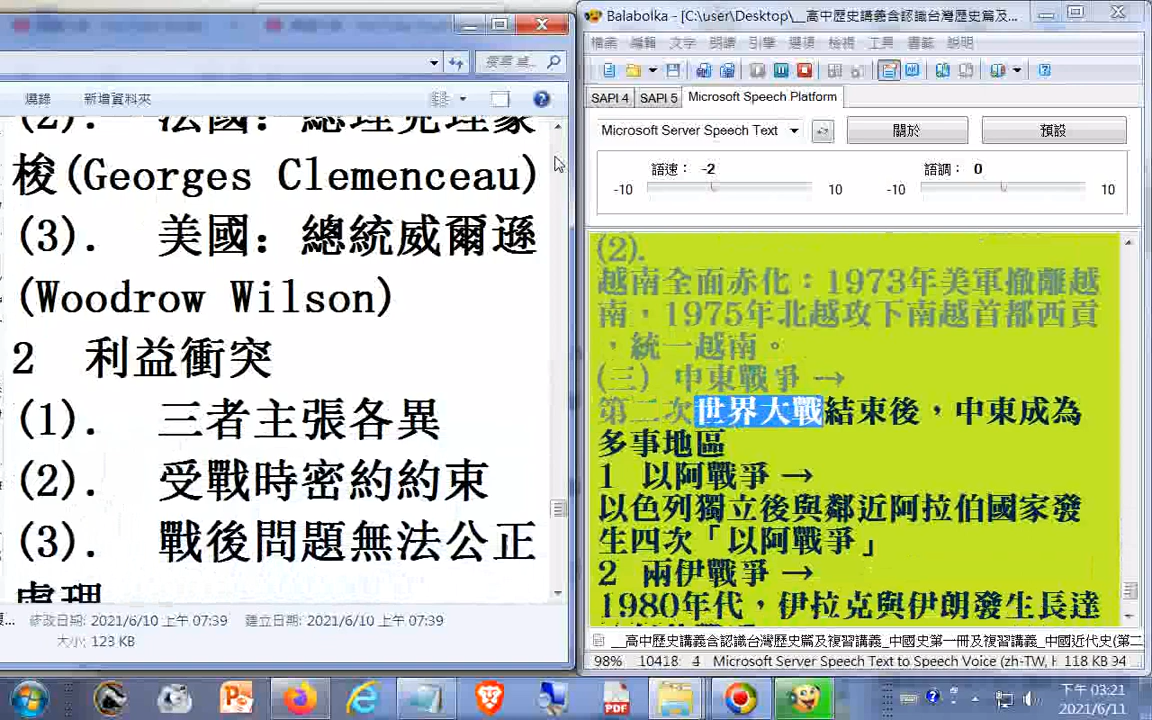 搜尋 桌...
燒錄 新增資料夾
(2). 法國：總理克理蒙
梭(Georges Clemenceau)
(3). 美國：總統威爾遜
(Woodrow Wilson)
2 利益衝突
(1). 三者主張各異
(2). 受戰時密約約束
(3). 戰後問題無法公正
處理
修改日期: 2021/6/10 上午 07:39 建立日期: 2021/6/10 上午 07:39
大小: 123 KB
Balabolka - [C:\user\Desktop\__高中歷史講義含認識台灣歷史篇及...
檔案 編輯 文字 朗讀 引擎 選項 檢視 工具 書籤 說明
SAPI 4 SAPI 5 Microsoft Speech Platform
Microsoft Server Speech Text 關於 預設
語速： -2 語調： 0
-10 10 -10 10
(2).
越南全面赤化：1973年美軍撤離越
南，1975年北越攻下南越首都西貢
，統一越南。
(三) 中東戰爭→
第二次世界大戰結束後，中東成為
多事地區
1 以阿戰爭→
以色列獨立後與鄰近阿拉伯國家發
生四次「以阿戰爭」
2 兩伊戰爭→
1980年代，伊拉克與伊朗發生長達
__高中歷史講義含認識台灣歷史篇及複習講義_中國史第一冊及複習講義_中國近代史(第二
98% 10418 4 Microsoft Server Speech Text to Speech Voice (zh-TW, H 118 KB 94
下午 03:21
2021/6/11